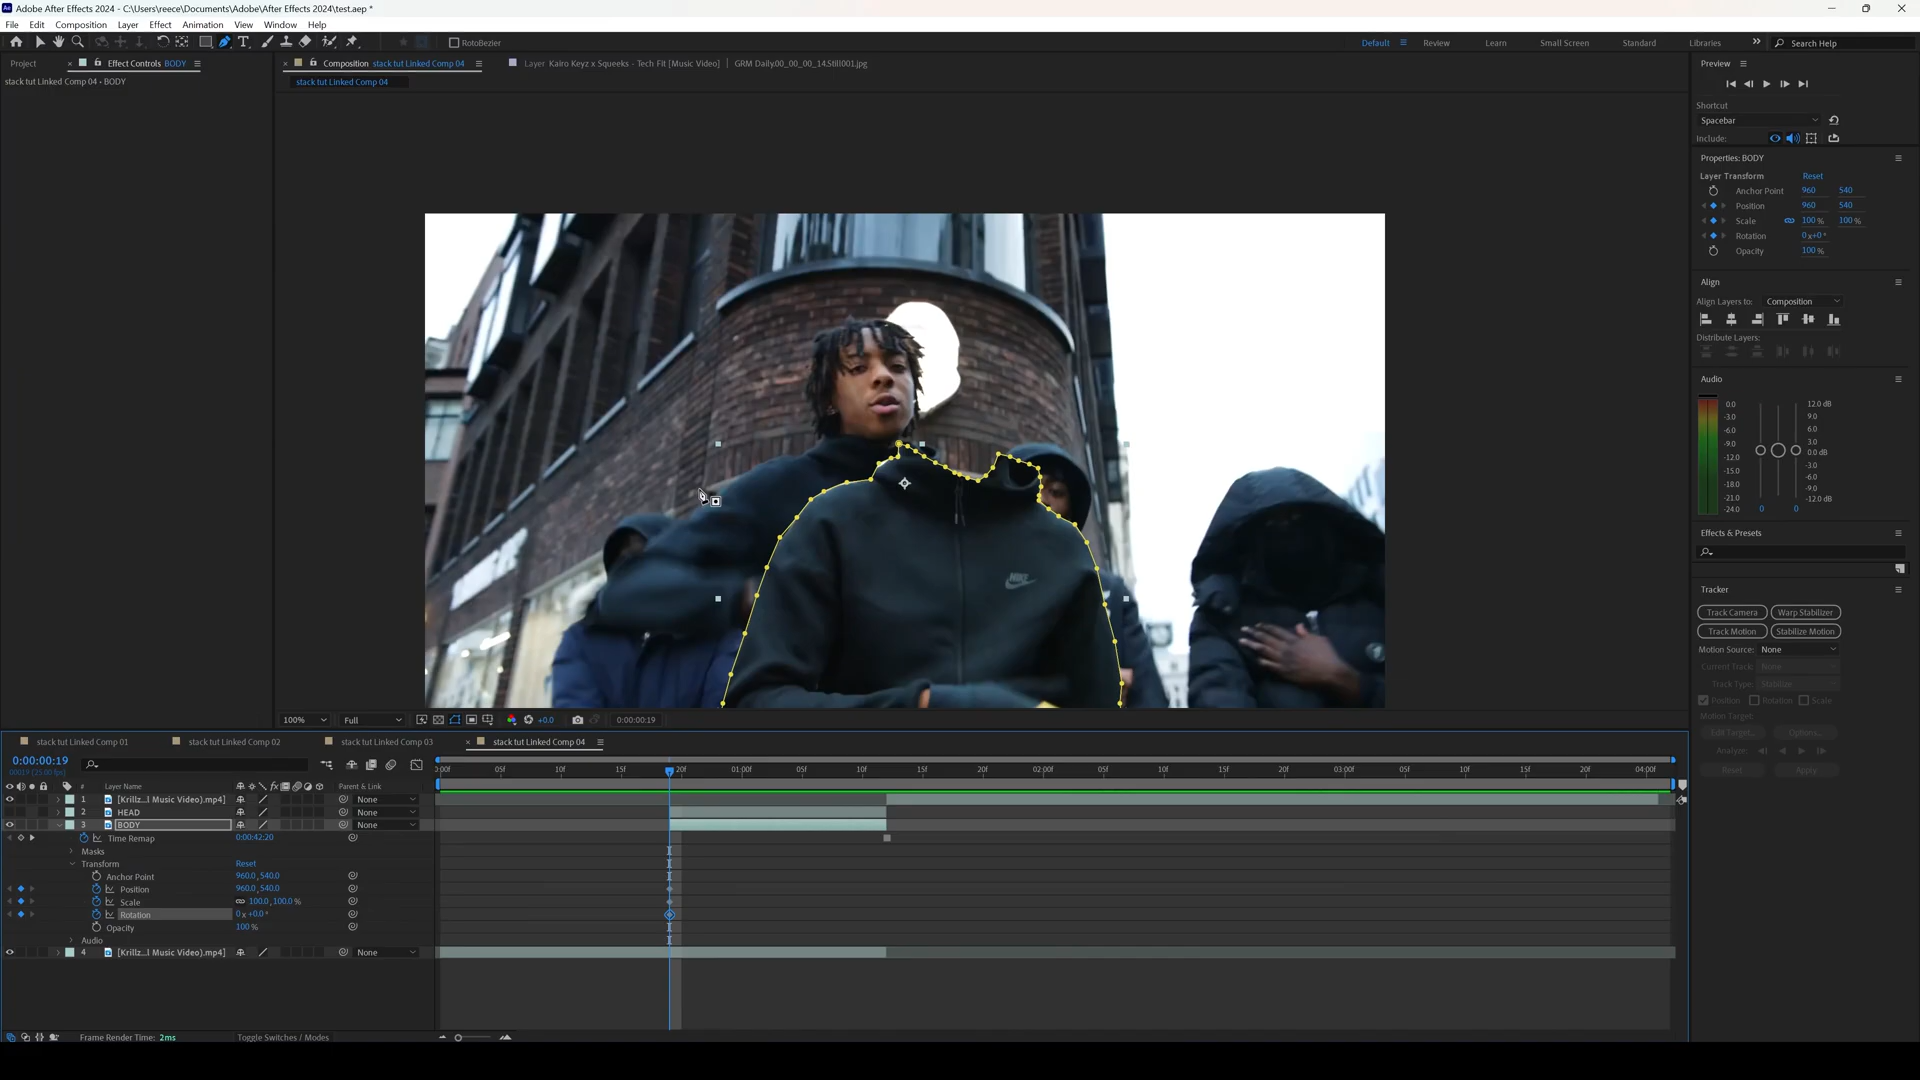 Adobe After Effects 2024 - C:\Users\reece\Documents\Adobe\After Effects 2024\test.aep *
File Edit Composition Layer Effect Animation View Window Help
RotoBezier
Default Review Learn Small Screen Standard Libraries Search Help
Project Effect Controls BODY
stack tut Linked Comp 04 • BODY
Composition stack tut Linked Comp 04
Layer Kairo Keyz x Squeeks - Tech Fit [Music Video] | GRM Daily.00_00_00_14.Still001.jpg
stack tut Linked Comp 04
Preview
Shortcut
Spacebar
Include:
Properties: BODY
Layer Transform Reset
Anchor Point 960 540
Position 960 540
Scale 100 % 100 %
Rotation 0 x+0 °
Opacity 100 %
Align
Align Layers to: Composition
Distribute Layers:
Audio
0.0 12.0 dB
-3.0 9.0
-6.0 6.0
-9.0 3.0
-12.0 0.0 dB
-15.0 -3.0
-18.0 -6.0
-21.0 -9.0
-24.0 -12.0 dB
0 0
Effects & Presets
Tracker
Track Camera Warp Stabilizer
Track Motion Stabilize Motion
Motion Source: None
Current Track: None
Track Type: Stabilize
Position Rotation Scale
Motion Target:
Edit Target... Options...
Analyze:
Reset Apply
NIKE
100% Full +0.0 0:00:00:19
stack tut Linked Comp 01 stack tut Linked Comp 02 stack tut Linked Comp 03 stack tut Linked Comp 04
0:00:00:19
00019 (25.00 fps)
:00f 05f 10f 15f 20f 01:00f 05f 10f 15f 20f 02:00f 05f 10f 15f 20f 03:00f 05f 10f 15f 20f 04:00f
# Layer Name fx Parent & Link
1 [Krillz...l Music Video).mp4] None
2 HEAD None
3 BODY None
Time Remap 0:00:42:20
Masks
Transform Reset
Anchor Point 960.0,540.0
Position 960.0,540.0
Scale 100.0,100.0 %
Rotation 0 x +0.0 °
Opacity 100 %
Audio
4 [Krillz...l Music Video).mp4] None
Frame Render Time: 2ms Toggle Switches / Modes